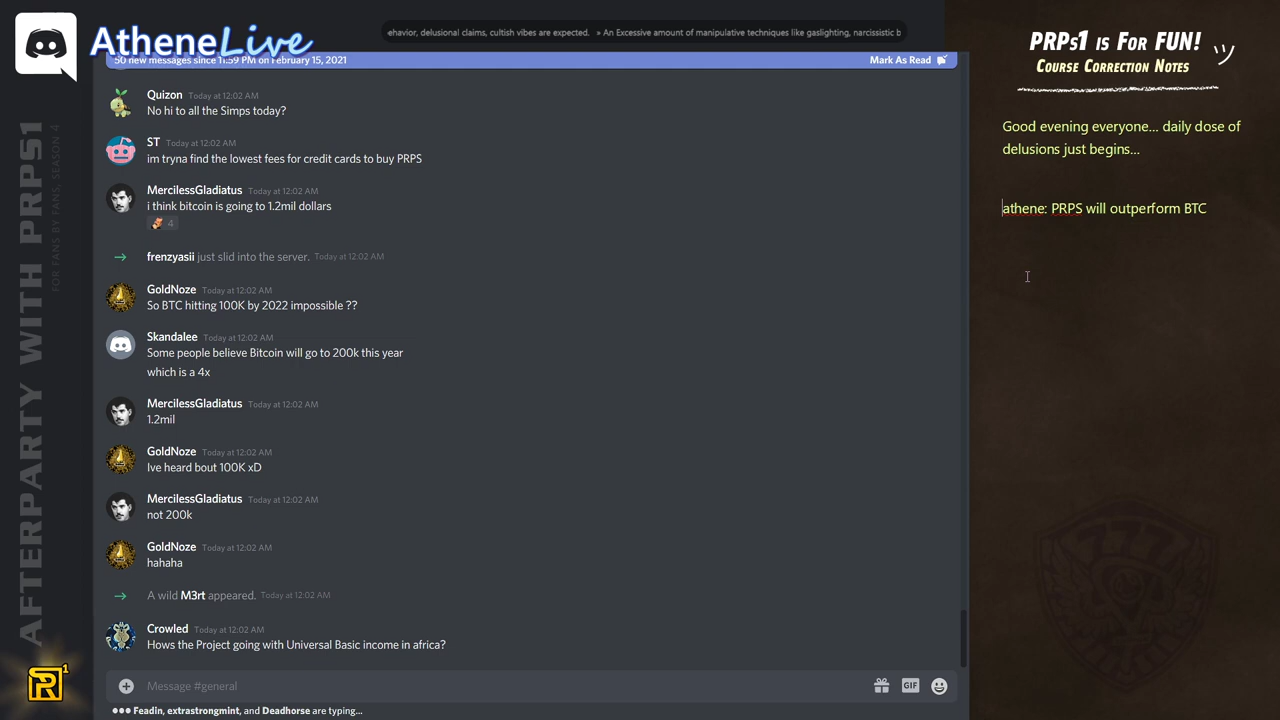 AtheneLive
ehavior, delusional claims, cultish vibes are expected.   » An Excessive amount of manipulative techniques like gaslighting, narcissistic b
50 new messages since 11:59 PM on February 15, 2021
Mark As Read
Quizon Today at 12:02 AM
No hi to all the Simps today?
ST Today at 12:02 AM
im tryna find the lowest fees for credit cards to buy PRPS
MercilessGladiatus Today at 12:02 AM
i think bitcoin is going to 1.2mil dollars
4
frenzyasii just slid into the server. Today at 12:02 AM
GoldNoze Today at 12:02 AM
So BTC hitting 100K by 2022 impossible ??
Skandalee Today at 12:02 AM
Some people believe Bitcoin will go to 200k this year
which is a 4x
MercilessGladiatus Today at 12:02 AM
1.2mil
GoldNoze Today at 12:02 AM
Ive heard bout 100K xD
MercilessGladiatus Today at 12:02 AM
not 200k
GoldNoze Today at 12:02 AM
hahaha
A wild M3rt appeared. Today at 12:02 AM
Crowled Today at 12:02 AM
Hows the Project going with Universal Basic income in africa?
Message #general
GIF
Feadin, extrastrongmint, and Deadhorse are typing...
AFTERPARTY WITH PRPS1
FOR FANS BY FANS, SEASON 4
R1
PRPs1 is For FUN! ツ
Course Correction Notes
Good evening everyone... daily dose of
delusions just begins...
athene: PRPS will outperform BTC
777